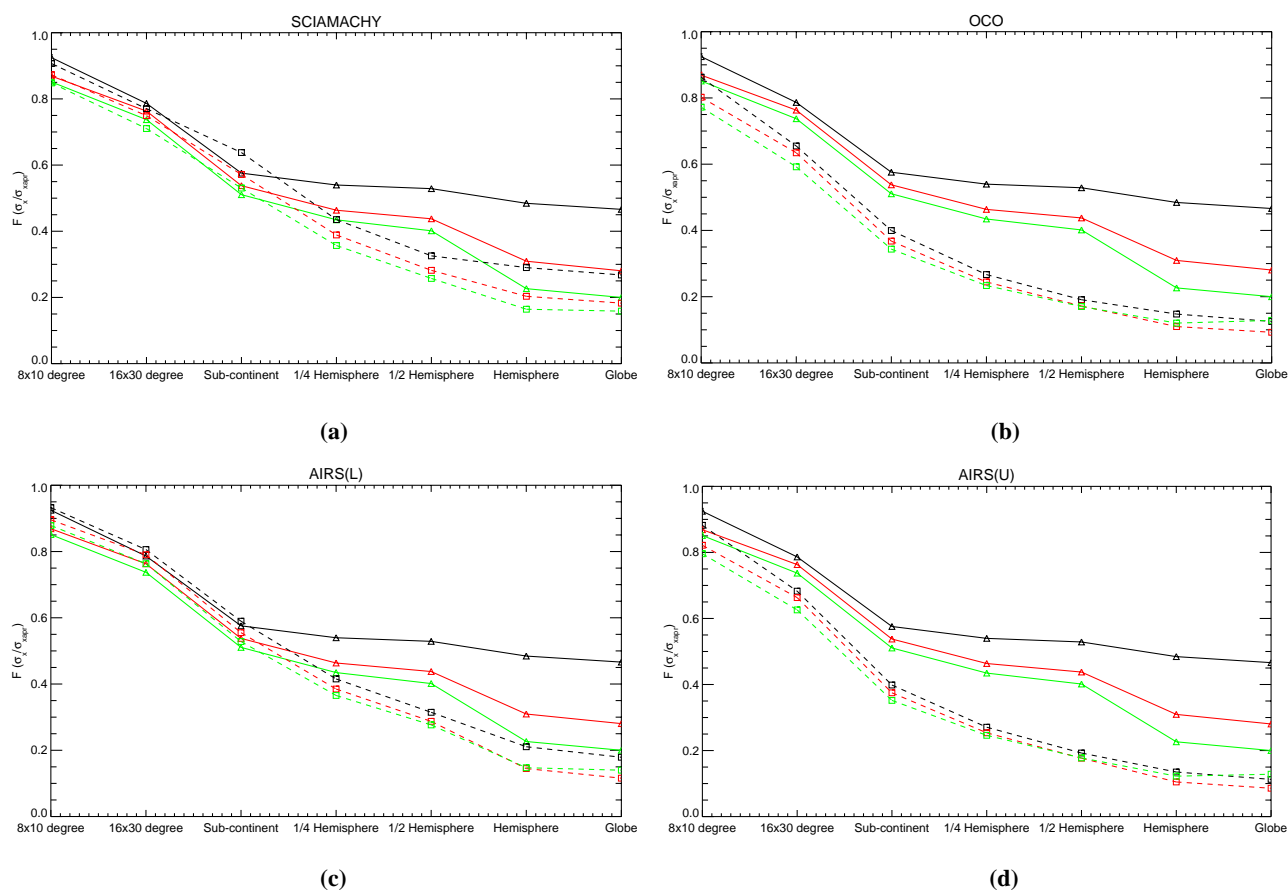 SCIAMACHY
F (σx/σxapr)
1.0
0.8
0.6
0.4
0.2
0.0
8x10 degree 16x30 degree Sub-continent 1/4 Hemisphere 1/2 Hemisphere Hemisphere Globe
(a)
OCO
F (σx/σxapr)
1.0
0.8
0.6
0.4
0.2
0.0
8x10 degree 16x30 degree Sub-continent 1/4 Hemisphere 1/2 Hemisphere Hemisphere Globe
(b)
AIRS(L)
F (σx/σxapr)
1.0
0.8
0.6
0.4
0.2
0.0
8x10 degree 16x30 degree Sub-continent 1/4 Hemisphere 1/2 Hemisphere Hemisphere Globe
(c)
AIRS(U)
F (σx/σxapr)
1.0
0.8
0.6
0.4
0.2
0.0
8x10 degree 16x30 degree Sub-continent 1/4 Hemisphere 1/2 Hemisphere Hemisphere Globe
(d)